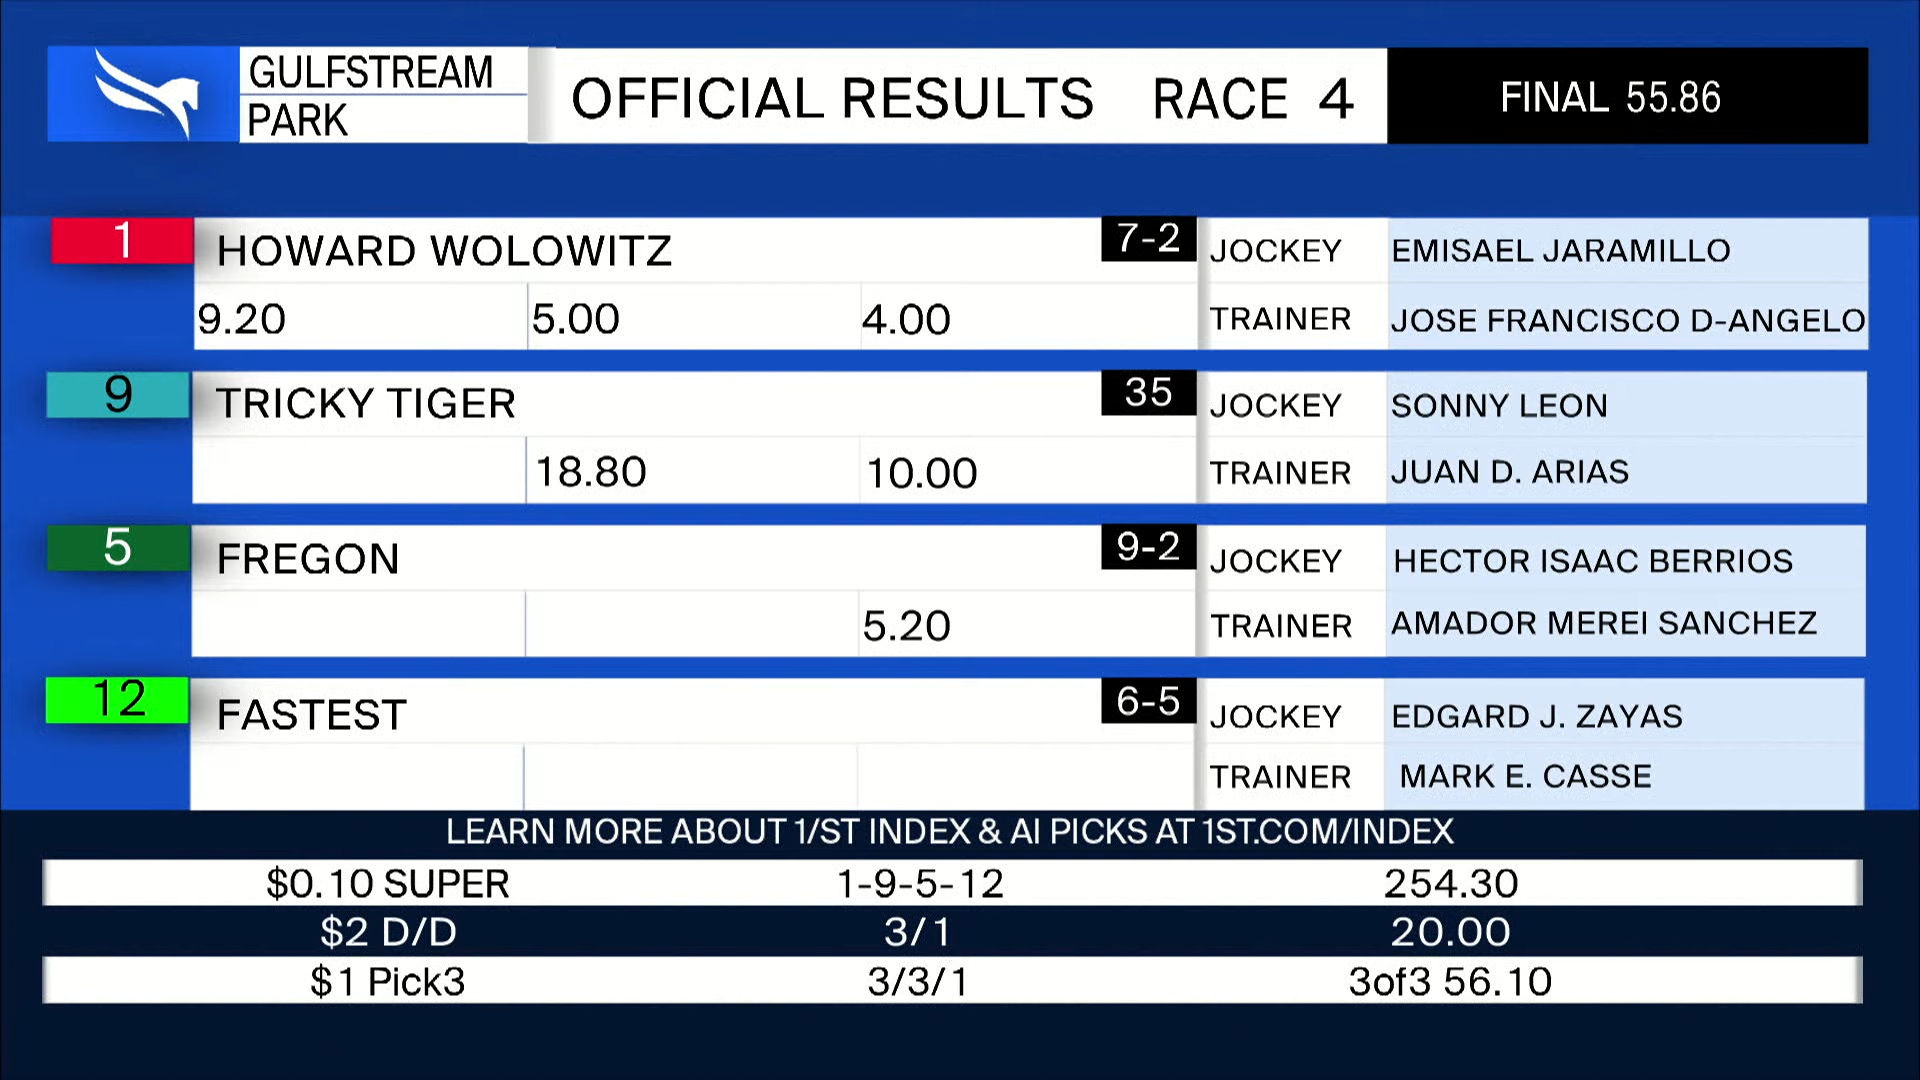 GULFSTREAM
PARK
OFFICIAL RESULTS RACE 4
FINAL 55.86
1 HOWARD WOLOWITZ 7-2 JOCKEY EMISAEL JARAMILLO
9.20 5.00 4.00 TRAINER JOSE FRANCISCO D-ANGELO
9 TRICKY TIGER 35 JOCKEY SONNY LEON
18.80 10.00 TRAINER JUAN D. ARIAS
5 FREGON 9-2 JOCKEY HECTOR ISAAC BERRIOS
5.20 TRAINER AMADOR MEREI SANCHEZ
12 FASTEST 6-5 JOCKEY EDGARD J. ZAYAS
TRAINER MARK E. CASSE
LEARN MORE ABOUT 1/ST INDEX & AI PICKS AT 1ST.COM/INDEX
$0.10 SUPER 1-9-5-12 254.30
$2 D/D 3/1 20.00
$1 Pick3 3/3/1 3of3 56.10